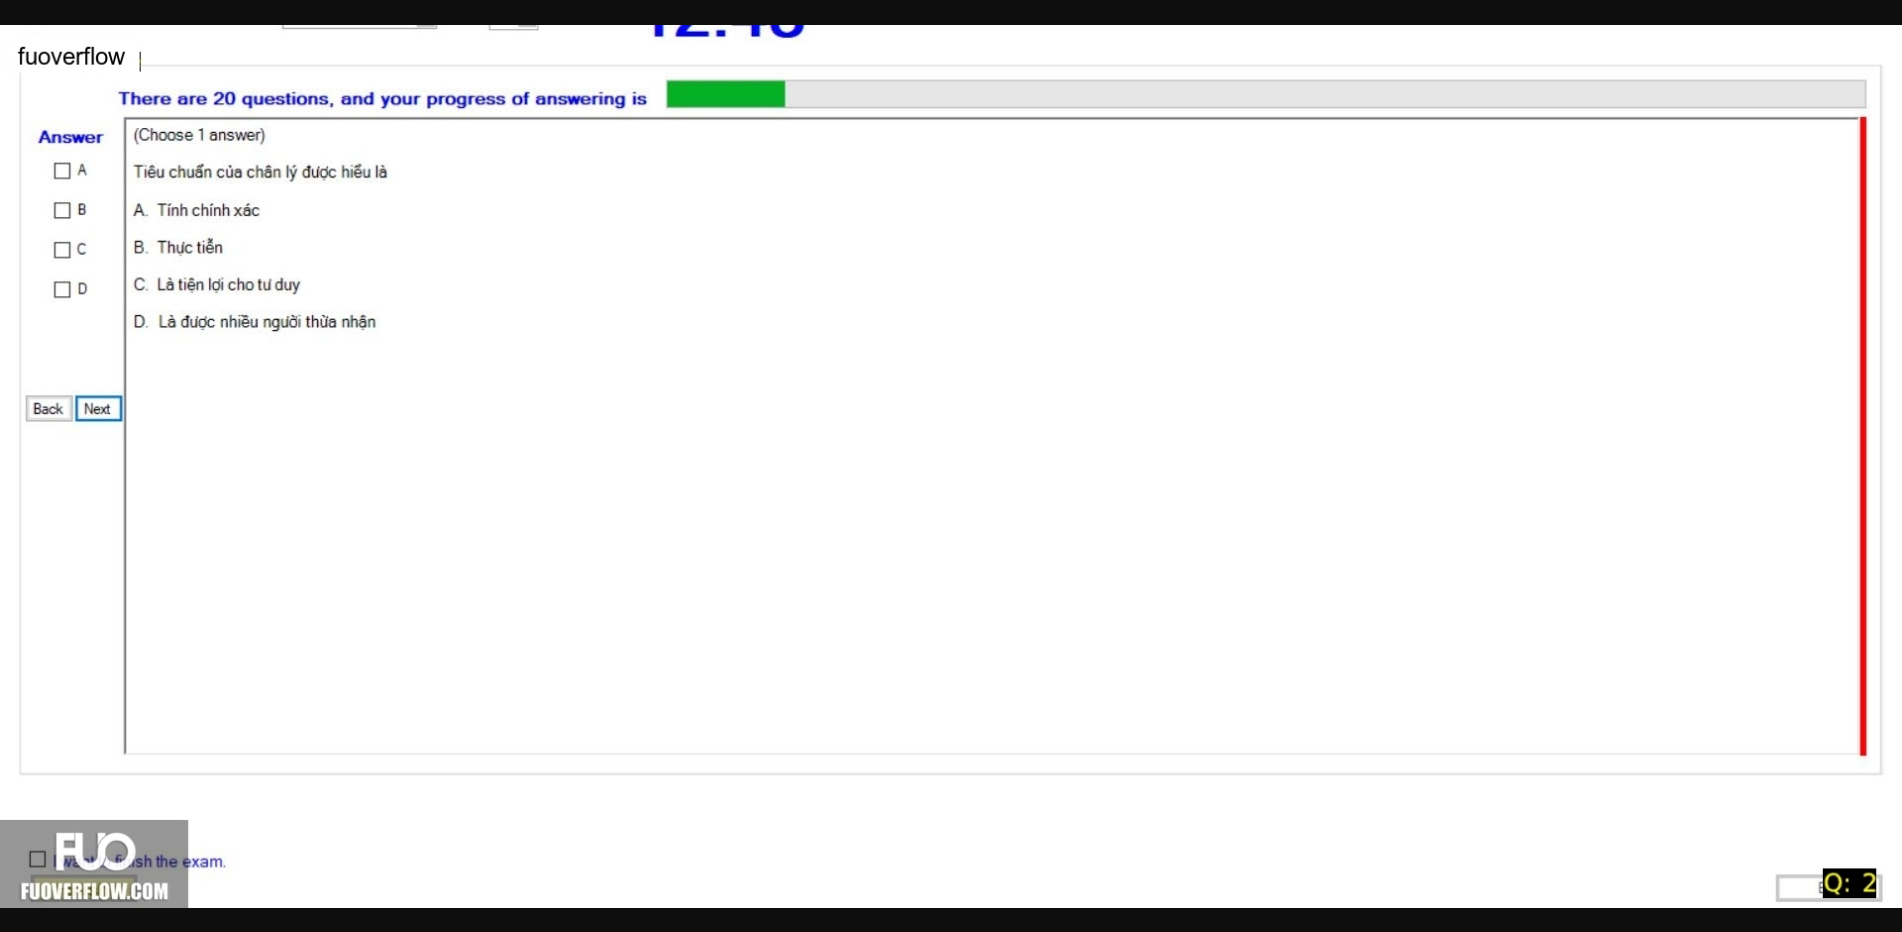 fuoverflow
There are 20 questions, and your progress of answering is
Answer
(Choose 1 answer)
A
Tiêu chuẩn của chân lý được hiểu là
B
A. Tính chính xác
C
B. Thực tiễn
D
C. Là tiện lợi cho tư duy
D. Là được nhiều người thừa nhận
Back Next
FUO
sh the exam.
FUOVERFLOW.COM
Q: 2